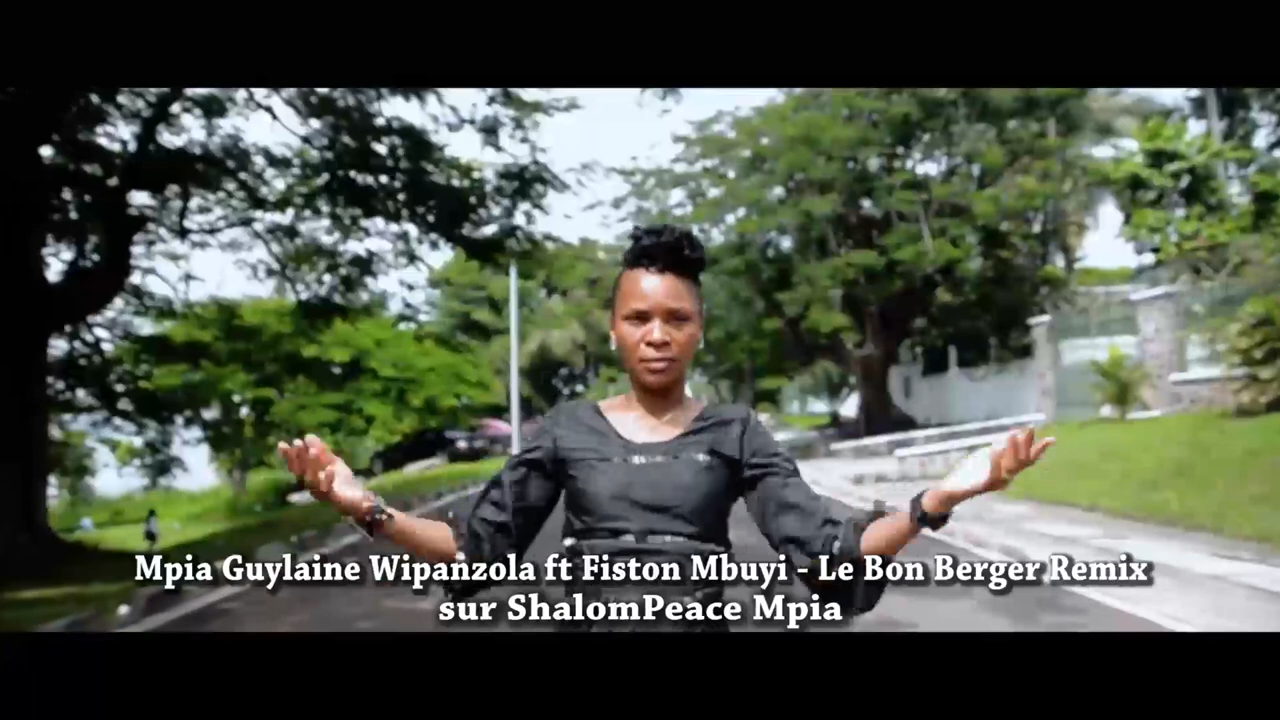 Mpia Guylaine Wipanzola ft Fiston Mbuyi - Le Bon Berger Remix
sur ShalomPeace Mpia